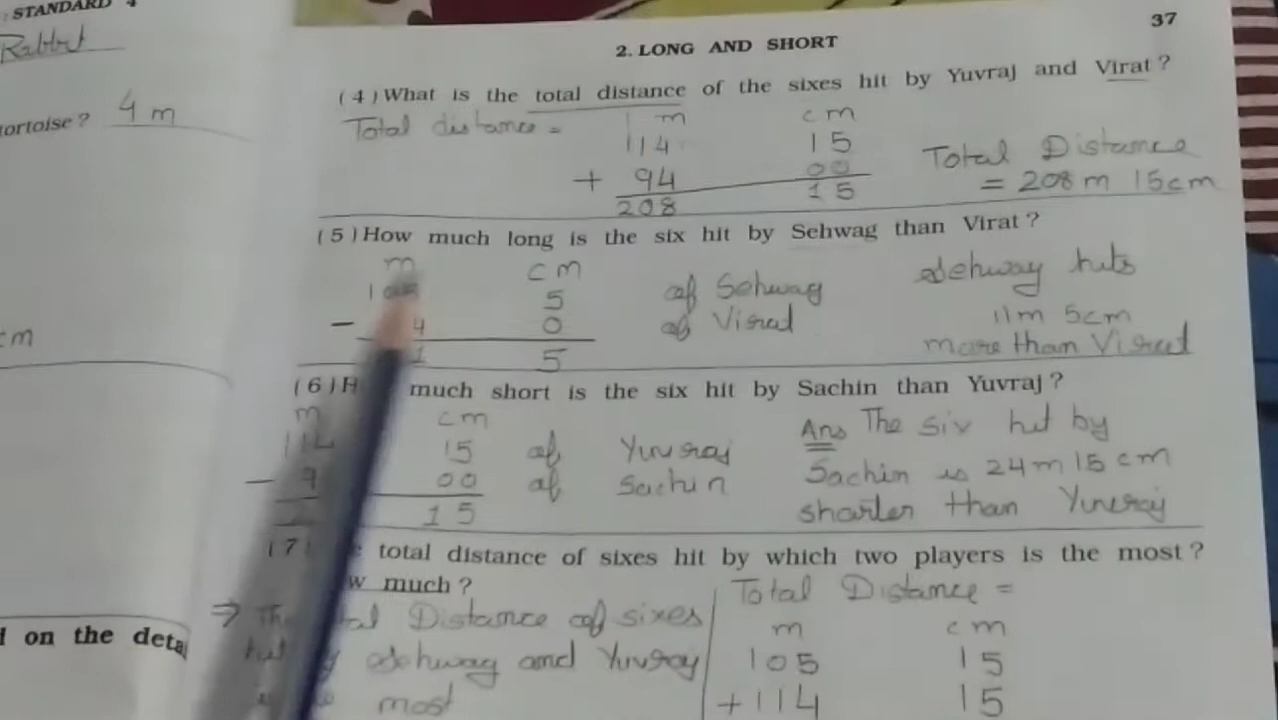 STANDARD 4
Rabbit
tortoise? 4 m
cm
on the deta
37
2. LONG AND SHORT
(4) What is the total distance of the sixes hit by Yuvraj and Virat?
Total distance =
m cm
114 15
+ 94 00
208 15
Total Distance
= 208 m 15cm
(5) How much long is the six hit by Sehwag than Virat?
m cm
5 of Sehwag
- 4 0 of Virat
1 5
Sehwag hits
11m 5cm
more than Virat
(6) much short is the six hit by Sachin than Yuvraj?
m cm
114 15 of Yuvraj
- 9 00 of Sachin
15
Ans The six hit by
Sachin is 24 m 15 cm
shorter than Yuvraj
(7) total distance of sixes hit by which two players is the most?
much?
⇒ Distance of sixes
Sehwag and Yuvraj
most
Total Distance =
m cm
105 15
+ 114 15